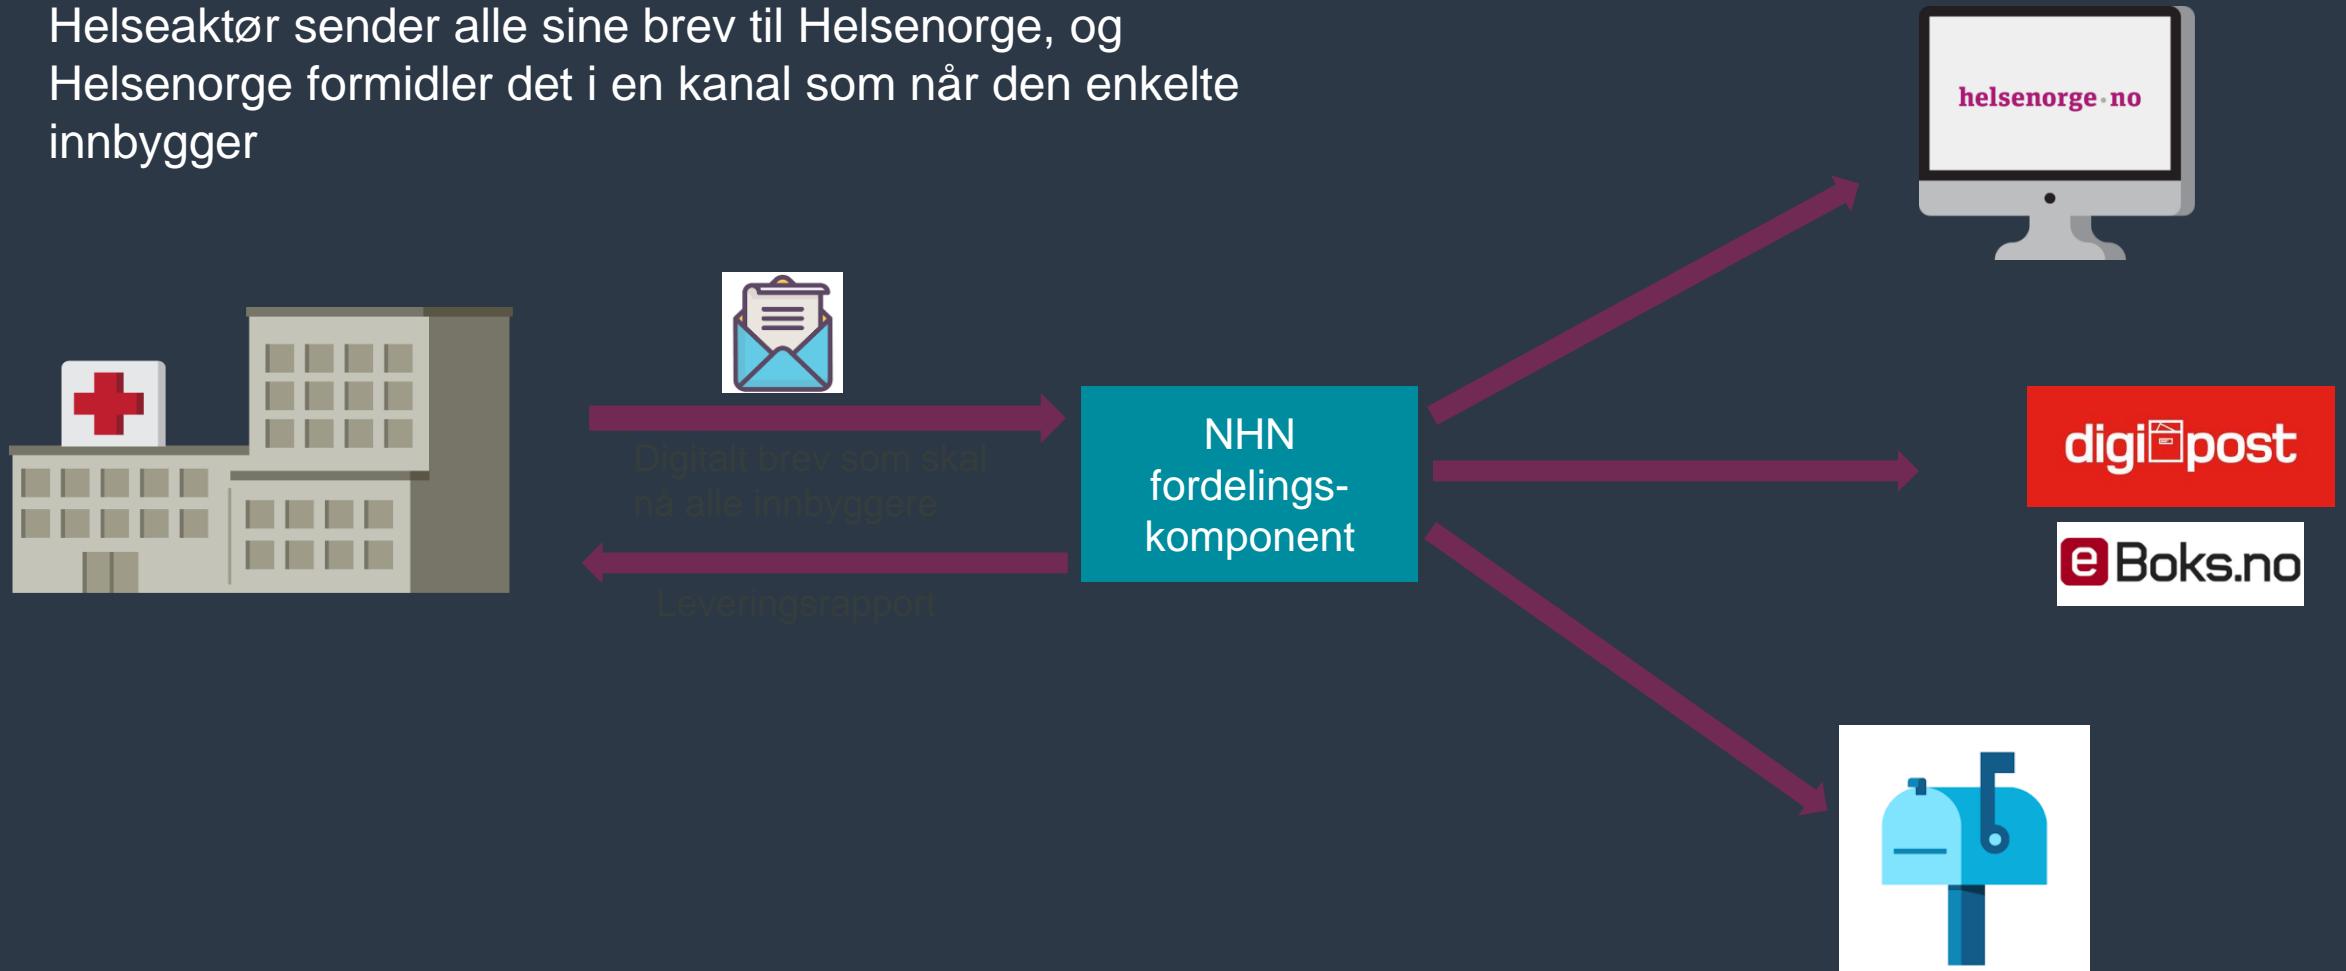 Helseaktør sender alle sine brev til Helsenorge, og
Helsenorge formidler det i en kanal som når den enkelte
innbygger
helsenorge.no
Digitalt brev som skal
nå alle innbyggere
NHN
fordelings-
komponent
Leveringsrapport
digipost
e Boks.no